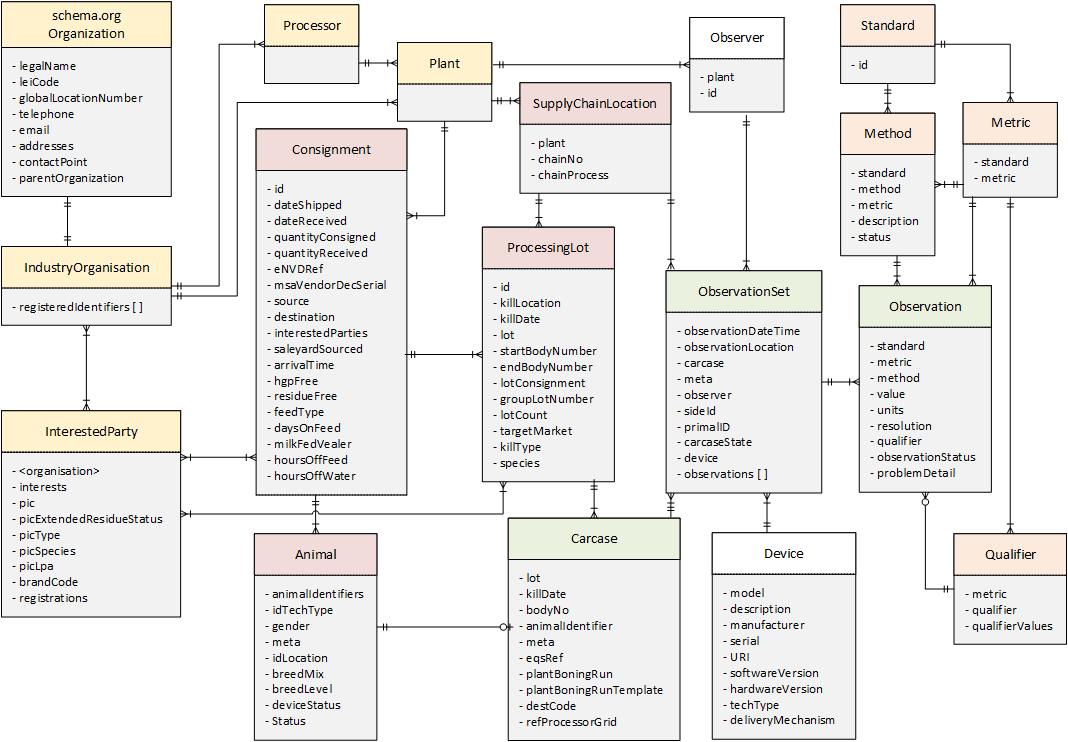 schema.org
Organization
- legalName
- leiCode
- globalLocationNumber
- telephone
- email
- addresses
- contactPoint
- parentOrganization
Processor
Plant
Observer
- plant
- id
Standard
- id
SupplyChainLocation
- plant
- chainNo
- chainProcess
Method
- standard
- method
- metric
- description
- status
Metric
- standard
- metric
Consignment
- id
- dateShipped
- dateReceived
- quantityConsigned
- quantityReceived
- eNVDRef
- msaVendorDecSerial
- source
- destination
- interestedParties
- saleyardSourced
- arrivalTime
- hgpFree
- residueFree
- feedType
- daysOnFeed
- milkFedVealer
- hoursOffFeed
- hoursOffWater
IndustryOrganisation
- registeredIdentifiers [ ]
ProcessingLot
- id
- killLocation
- killDate
- lot
- startBodyNumber
- endBodyNumber
- lotConsignment
- groupLotNumber
- lotCount
- targetMarket
- killType
- species
ObservationSet
- observationDateTime
- observationLocation
- carcase
- meta
- observer
- sideId
- primalID
- carcaseState
- device
- observations [ ]
Observation
- standard
- metric
- method
- value
- units
- resolution
- qualifier
- observationStatus
- problemDetail
InterestedParty
- <organisation>
- interests
- pic
- picExtendedResidueStatus
- picType
- picSpecies
- picLpa
- brandCode
- registrations
Animal
- animalIdentifiers
- idTechType
- gender
- meta
- idLocation
- breedMix
- breedLevel
- deviceStatus
- Status
Carcase
- lot
- killDate
- bodyNo
- animalIdentifier
- meta
- eqsRef
- plantBoningRun
- plantBoningRunTemplate
- destCode
- refProcessorGrid
Device
- model
- description
- manufacturer
- serial
- URI
- softwareVersion
- hardwareVersion
- techType
- deliveryMechanism
Qualifier
- metric
- qualifier
- qualifierValues